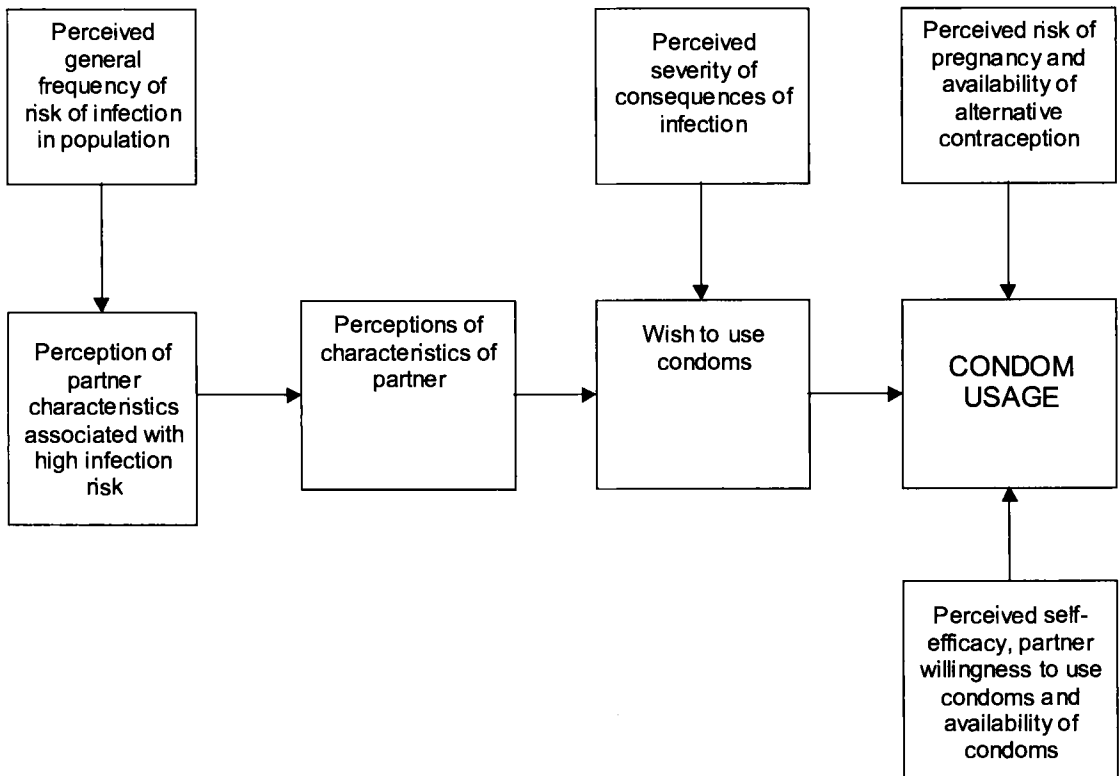 Perceived
general
frequency of
risk of infection
in population
Perceived
severity of
consequences of
infection
Perceived risk of
pregnancy and
availability of
alternative
contraception
Perception of
partner
characteristics
associated with
high infection
risk
Perceptions of
characteristics of
partner
Wish to use
condoms
CONDOM
USAGE
Perceived self-
efficacy, partner
willingness to use
condoms and
availability of
condoms